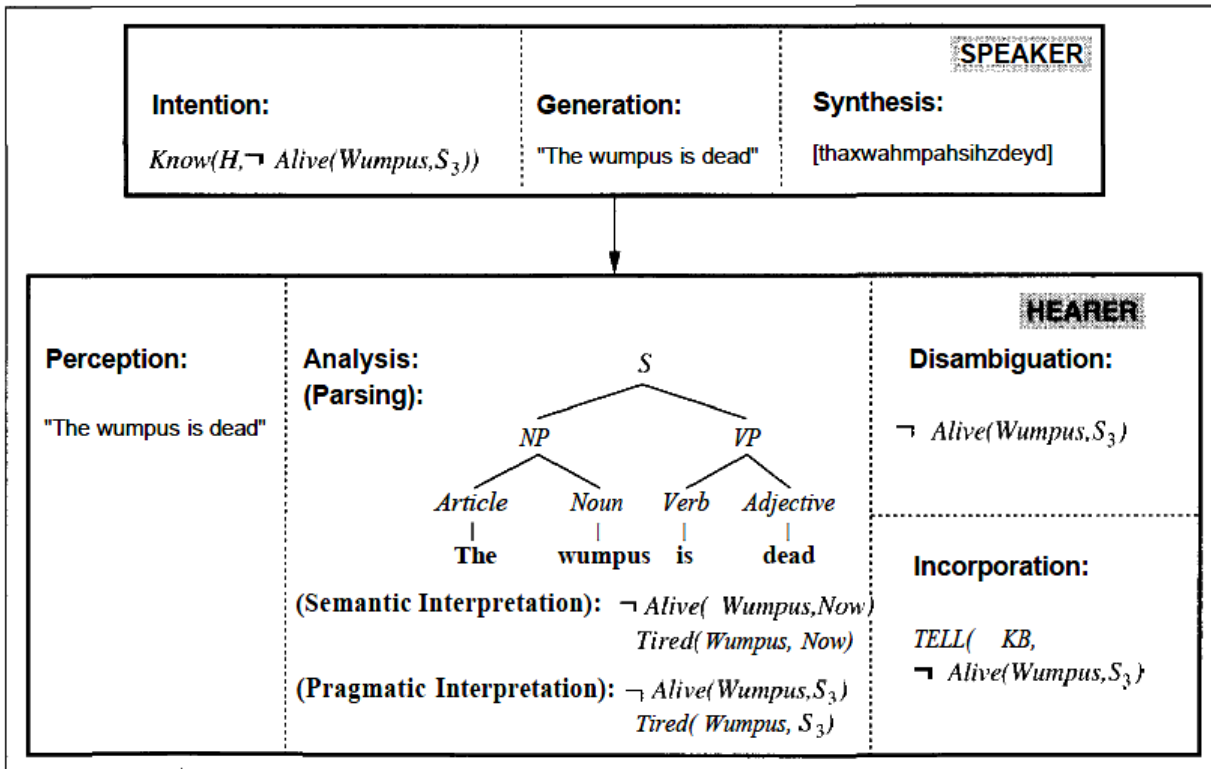 SPEAKER
Intention:
Know(H,¬ Alive(Wumpus,S₃))
Generation:
"The wumpus is dead"
Synthesis:
[thaxwahmpahsihzdeyd]
HEARER
Perception:
"The wumpus is dead"
Analysis:
(Parsing):
S
NP VP
Article Noun Verb Adjective
The wumpus is dead
(Semantic Interpretation): ¬ Alive( Wumpus,Now)
Tired(Wumpus, Now)
(Pragmatic Interpretation): ¬ Alive(Wumpus,S₃)
Tired( Wumpus, S₃)
Disambiguation:
¬ Alive(Wumpus,S₃)
Incorporation:
TELL( KB,
¬ Alive(Wumpus,S₃)